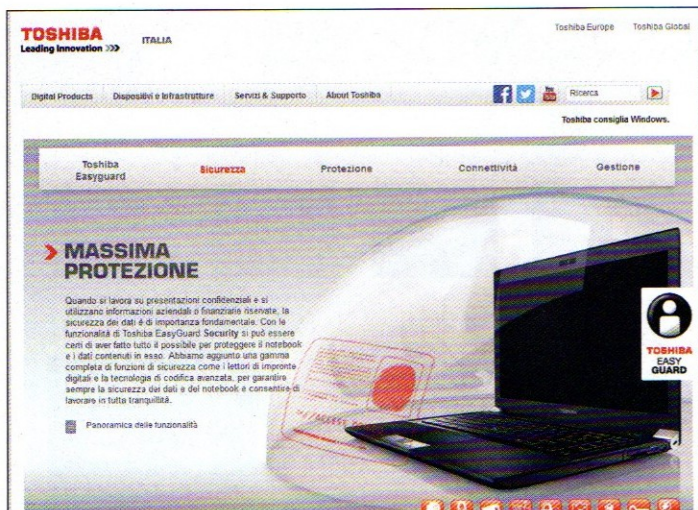 TOSHIBA
Leading Innovation >>>
ITALIA
Toshiba Europe Toshiba Global
Digital Products Dispositivi e Infrastrutture Servizi & Supporto About Toshiba
Ricerca
Toshiba consiglia Windows.
Toshiba Easyguard
Sicurezza
Protezione
Connettività
Gestione
MASSIMA
PROTEZIONE
Quando si lavora su presentazioni confidenziali e si
utilizzano informazioni aziendali o finanziarie riservate, la
sicurezza dei dati è di importanza fondamentale. Con le
funzionalità di Toshiba EasyGuard Security si può essere
certi di aver fatto tutto il possibile per proteggere il notebook
e i dati contenuti in esso. Abbiamo aggiunto una gamma
completa di funzioni di sicurezza come i lettori di impronte
digitali e la tecnologia di codifica avanzata, per garantire
sempre la sicurezza dei dati e del notebook e consentire di
lavorare in tutta tranquillità.
Panoramica delle funzionalità
TOSHIBA
EASY
GUARD